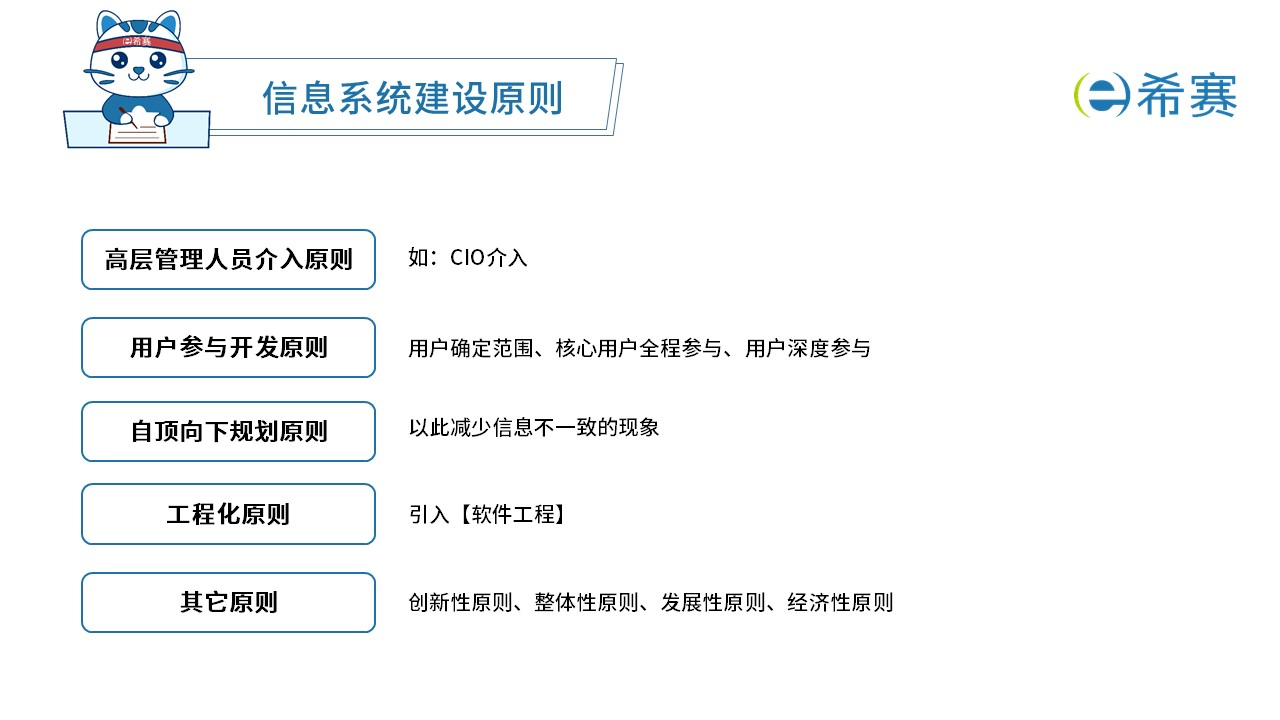 希赛
信息系统建设原则
希赛
高层管理人员介入原则
如：CIO介入
用户参与开发原则
用户确定范围、核心用户全程参与、用户深度参与
自顶向下规划原则
以此减少信息不一致的现象
工程化原则
引入【软件工程】
其它原则
创新性原则、整体性原则、发展性原则、经济性原则